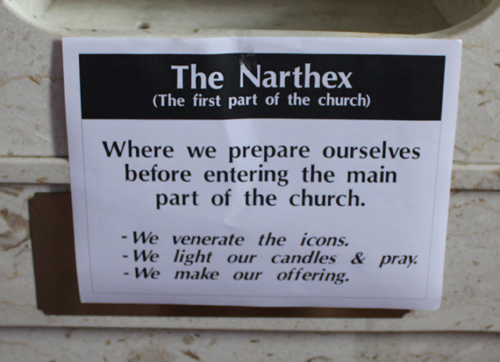 The Narthex
(The first part of the church)
Where we prepare ourselves
before entering the main
part of the church.
- We venerate the icons.
- We light our candles & pray.
- We make our offering.